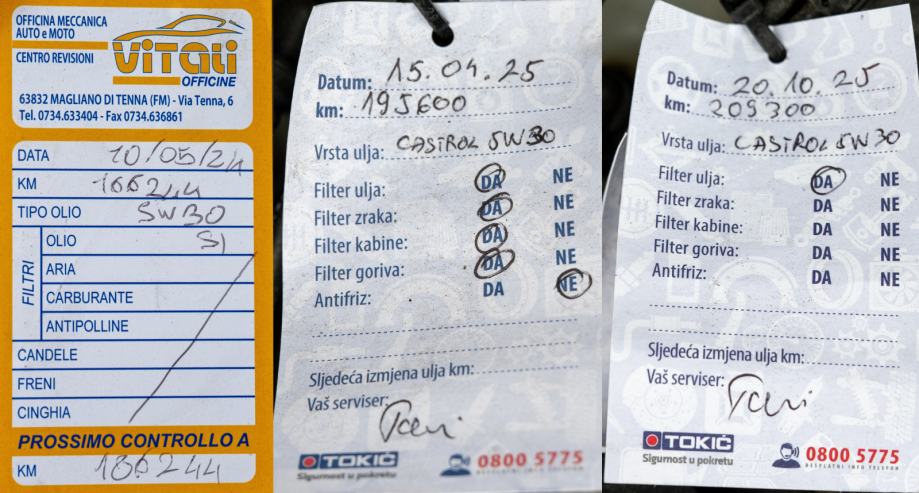 OFFICINA MECCANICA
AUTO e MOTO
CENTRO REVISIONI
ViTALi
OFFICINE
63832 MAGLIANO DI TENNA (FM) - Via Tenna, 6
Tel. 0734.633404 - Fax 0734.636861
DATA 10/05/24
KM 166244
TIPO OLIO 5W30
FILTRI
OLIO SI
ARIA
CARBURANTE
ANTIPOLLINE
CANDELE
FRENI
CINGHIA
PROSSIMO CONTROLLO A
KM 186244
Datum: 15.04.25
km: 195600
Vrsta ulja: CASTROL 5W30
Filter ulja: DA NE
Filter zraka: DA NE
Filter kabine: DA NE
Filter goriva: DA NE
Antifriz: DA NE
Sljedeća izmjena ulja km:
Vaš serviser:
TOKIĆ
Sigurnost u pokretu
0800 5775
BESPLATNI INFO TELEFON
Datum: 20.10.25
km: 209300
Vrsta ulja: CASTROL 5W30
Filter ulja: DA NE
Filter zraka: DA NE
Filter kabine: DA NE
Filter goriva: DA NE
Antifriz: DA NE
Sljedeća izmjena ulja km:
Vaš serviser:
TOKIĆ
Sigurnost u pokretu
0800 5775
BESPLATNI INFO TELEFON